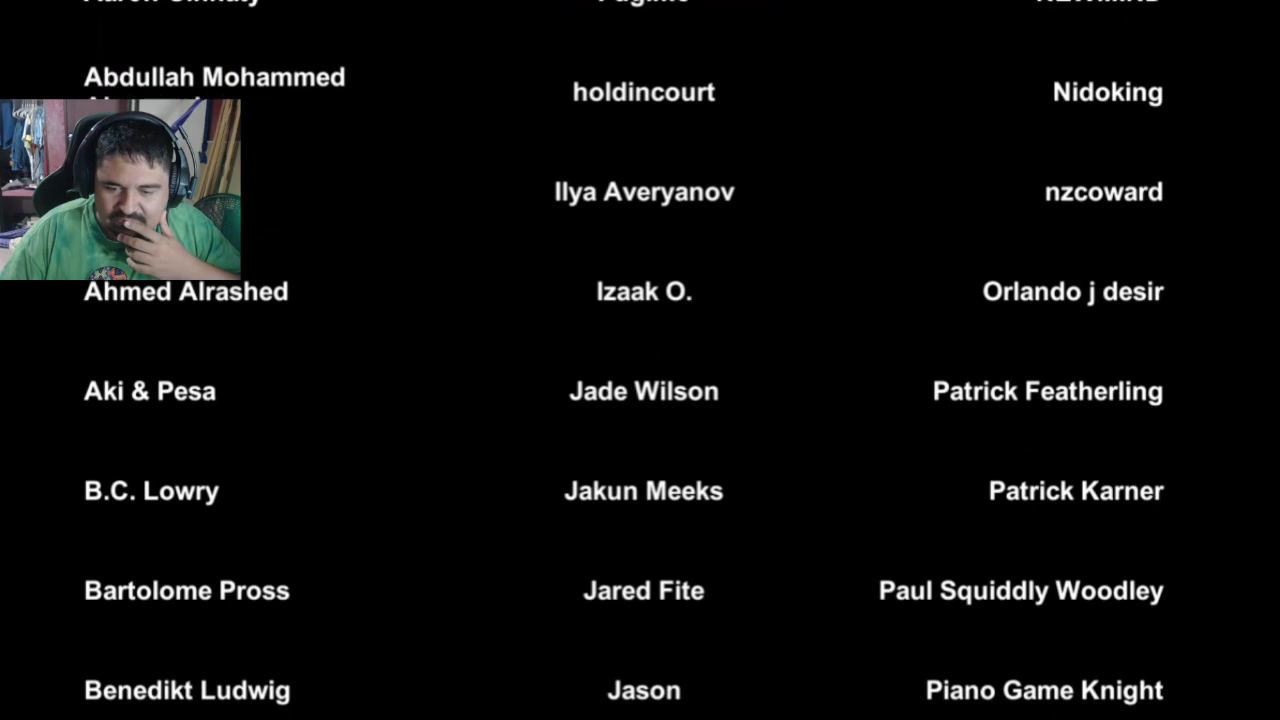 Abdullah Mohammed
holdincourt
Nidoking
Ilya Averyanov
nzcoward
Ahmed Alrashed
Izaak O.
Orlando j desir
Aki & Pesa
Jade Wilson
Patrick Featherling
B.C. Lowry
Jakun Meeks
Patrick Karner
Bartolome Pross
Jared Fite
Paul Squiddly Woodley
Benedikt Ludwig
Jason
Piano Game Knight